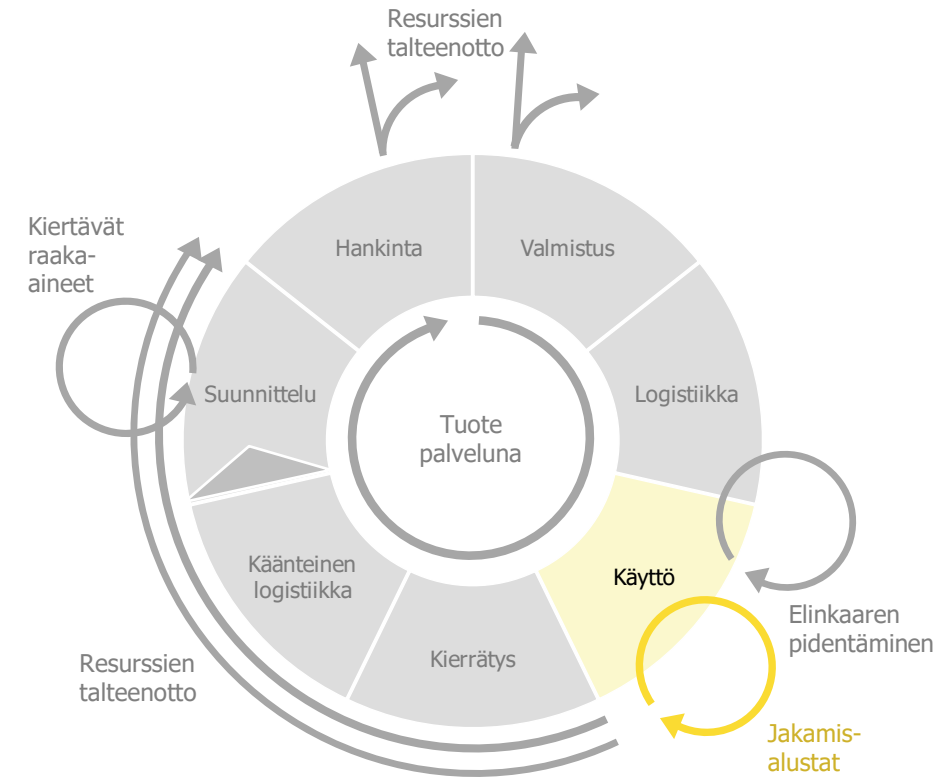 Resurssien
talteenotto
Kiertävät
raaka-
aineet
Hankinta
Valmistus
Suunnittelu
Logistiikka
Tuote
palveluna
Käänteinen
logistiikka
Käyttö
Kierrätys
Elinkaaren
pidentäminen
Resurssien
talteenotto
Jakamis-
alustat